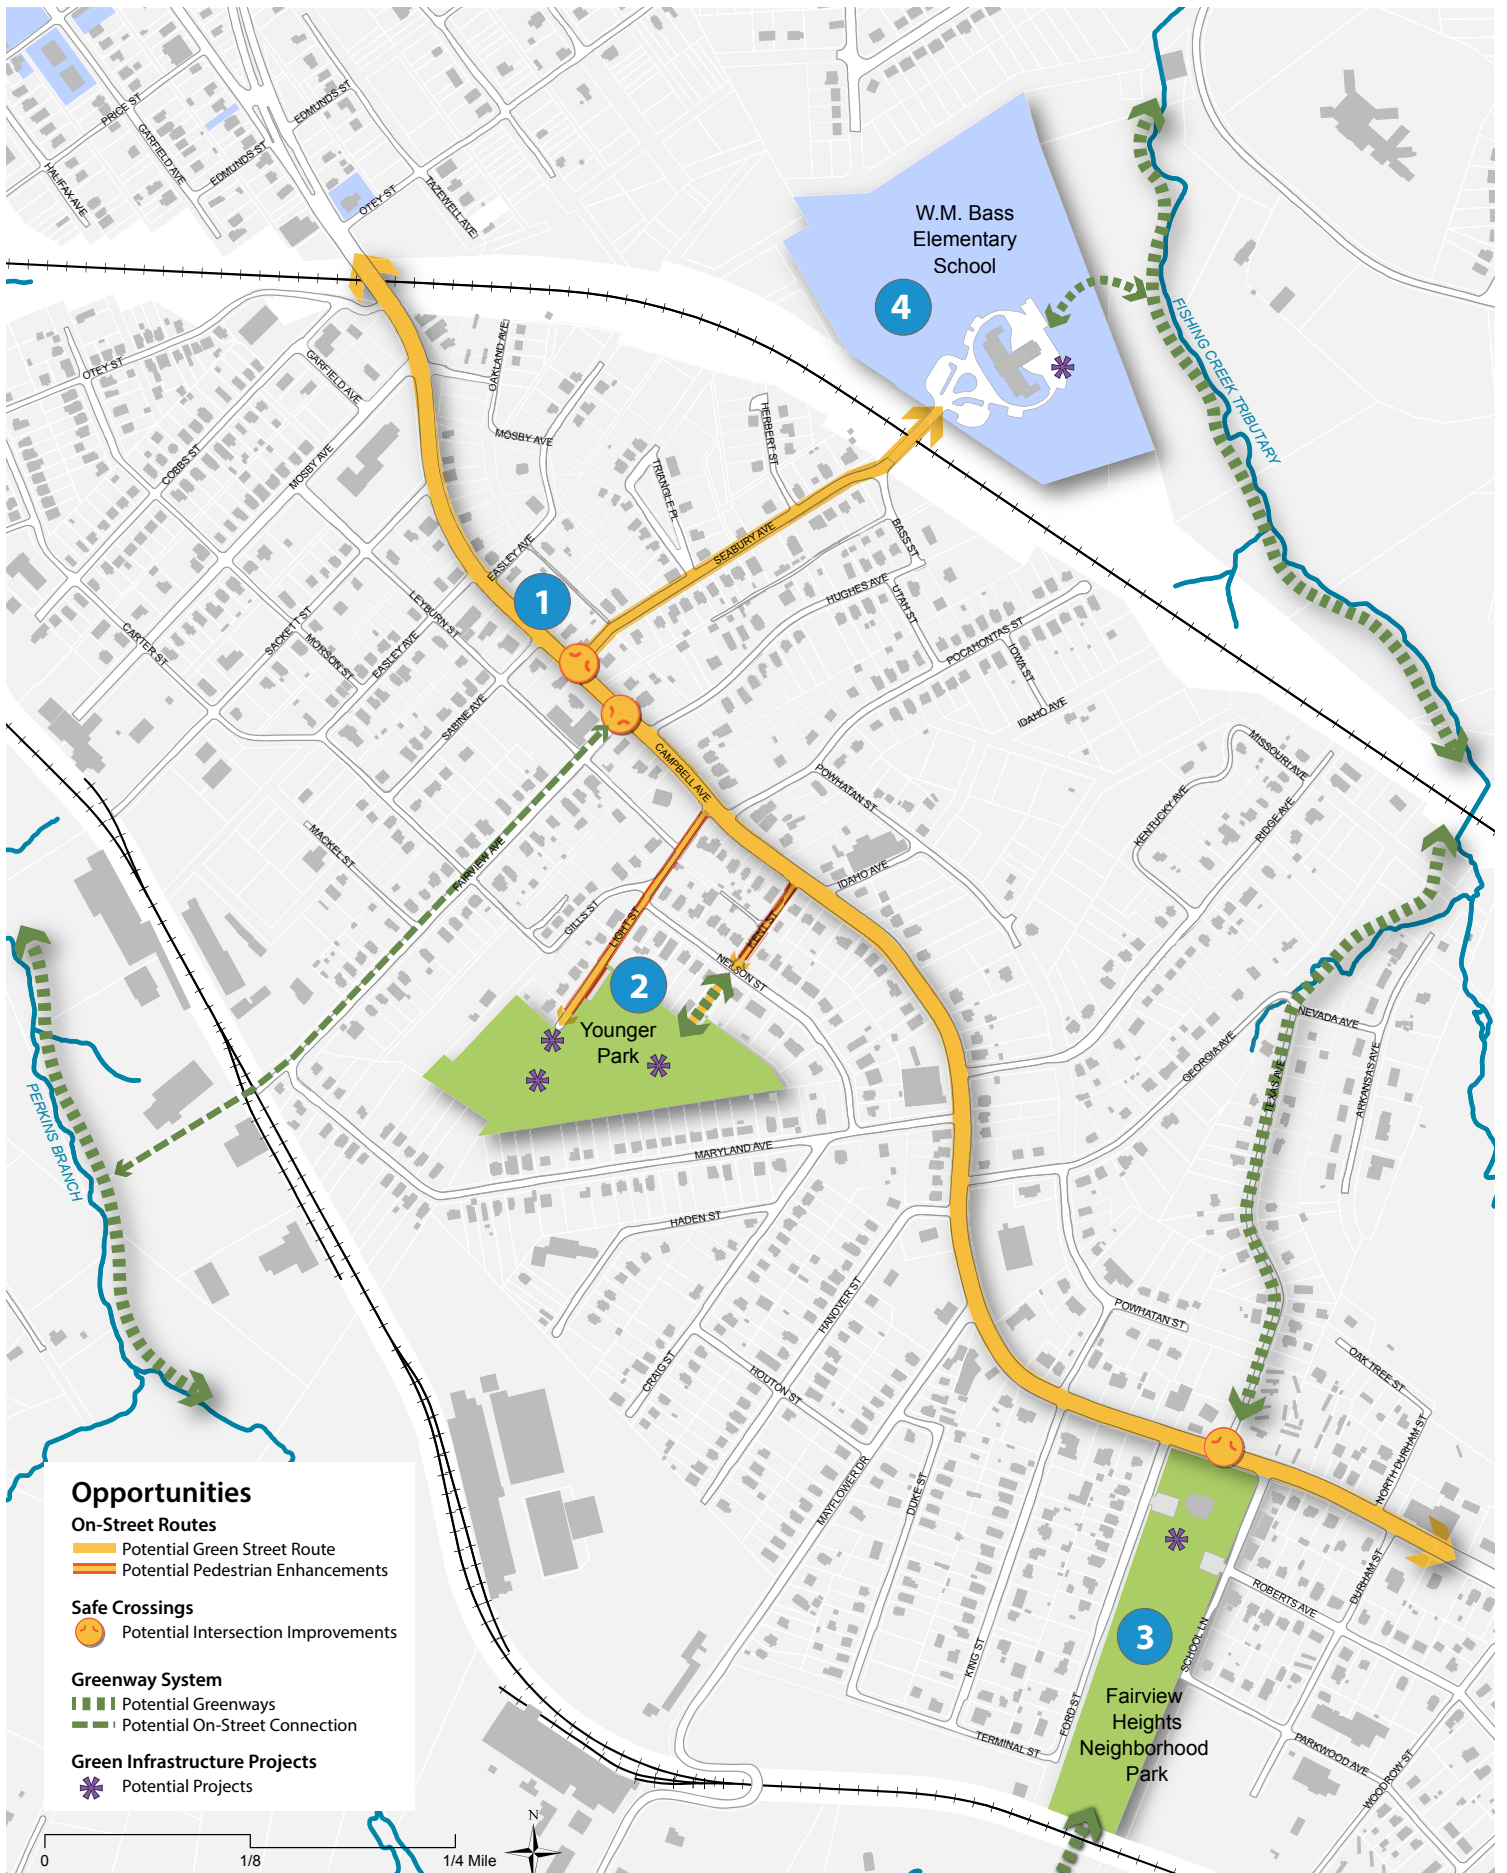 PRICE ST
EDMUNDS ST
GARFIELD AVE
EDMUNDS ST
HALIFAX AVE
OTEY ST
TAZEWELL AVE
W.M. Bass
Elementary
School
4
FISHING CREEK TRIBUTARY
OTEY ST
GARFIELD AVE
OAKLAND AVE
MOSBY AVE
HERBERT ST
COBBS ST
MOSBY AVE
TRIANGLE PL
SEABURY AVE
BASS ST
EASLEY AVE
HUGHES AVE
UTAH ST
1
LEYBURN ST
CARTER ST
SACKETT ST
MORSON ST
EASLEY AVE
POCAHONTAS ST
IOWA ST
IDAHO AVE
SABINE AVE
CAMPBELL AVE
MISSOURI AVE
POWHATAN ST
KENTUCKY AVE
RIDGE AVE
MACKEL ST
FAIRVIEW AVE
IDAHO AVE
GILLS ST
LIGHT ST
KENT ST
NELSON ST
2
Younger
Park
NEVADA AVE
GEORGIA AVE
TEXAS AVE
ARKANSAS AVE
PERKINS BRANCH
MARYLAND AVE
HADEN ST
HANOVER ST
POWHATAN ST
CRAIG ST
HOUTON ST
OAK TREE ST
NORTH DURHAM ST
MAYFLOWER DR
DUKE ST
ROBERTS AVE
DURHAM ST
3
KING ST
SCHOOL LN
FORD ST
Fairview
Heights
Neighborhood
Park
TERMINAL ST
PARKWOOD AVE
WOODROW ST
Opportunities
On-Street Routes
Potential Green Street Route
Potential Pedestrian Enhancements
Safe Crossings
Potential Intersection Improvements
Greenway System
Potential Greenways
Potential On-Street Connection
Green Infrastructure Projects
Potential Projects
N
0 1/8 1/4 Mile